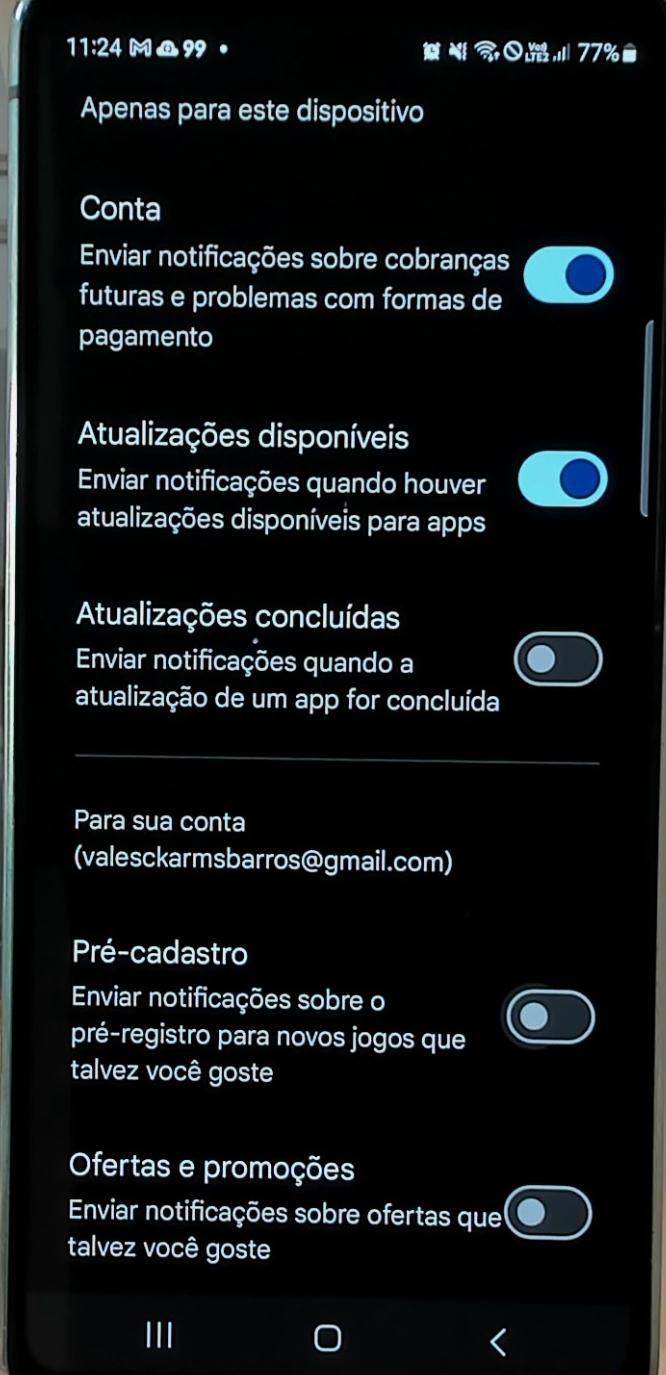 11:24 M 99 •
VoJ) LTE2 77%
Apenas para este dispositivo
Conta
Enviar notificações sobre cobranças
futuras e problemas com formas de
pagamento
Atualizações disponíveis
Enviar notificações quando houver
atualizações disponíveis para apps
Atualizações concluídas
Enviar notificações quando a
atualização de um app for concluída
Para sua conta
(valesckarmsbarros@gmail.com)
Pré-cadastro
Enviar notificações sobre o
pré-registro para novos jogos que
talvez você goste
Ofertas e promoções
Enviar notificações sobre ofertas que
talvez você goste